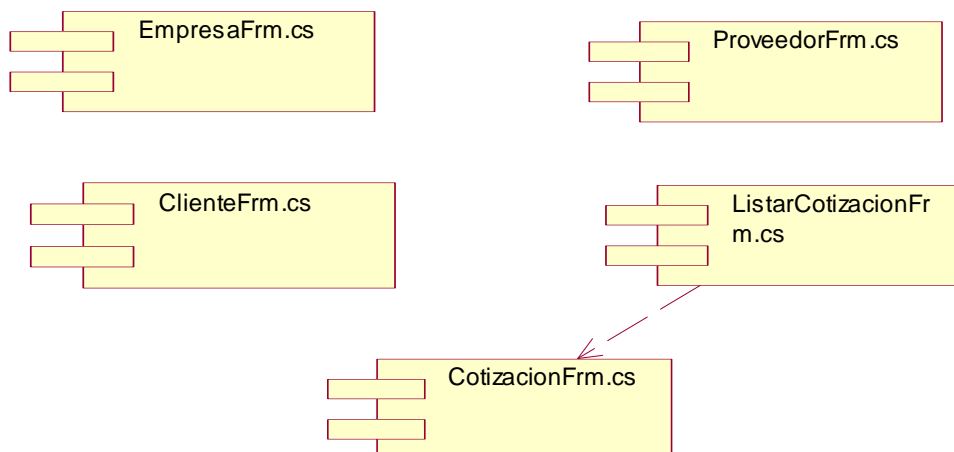 EmpresaFrm.cs
ProveedorFrm.cs
ClienteFrm.cs
ListarCotizacionFr
m.cs
CotizacionFrm.cs